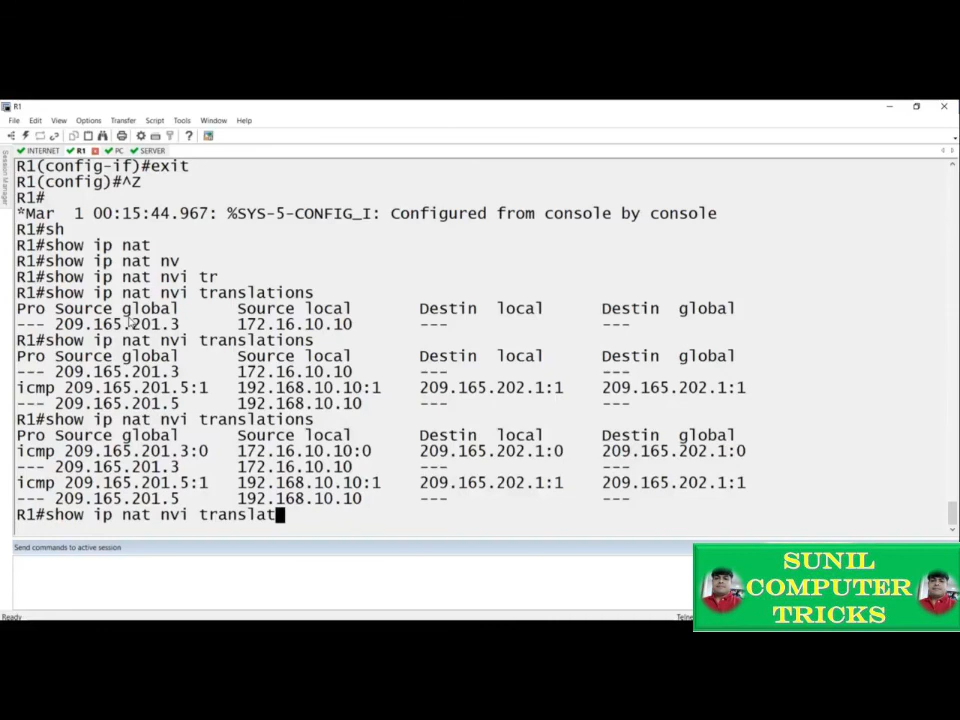 R1
File Edit View Options Transfer Script Tools Window Help
INTERNET R1 PC SERVER
Session Manager
R1(config-if)#exit
R1(config)#^Z
R1#
*Mar  1 00:15:44.967: %SYS-5-CONFIG_I: Configured from console by console
R1#sh
R1#show ip nat
R1#show ip nat nv
R1#show ip nat nvi tr
R1#show ip nat nvi translations
Pro Source global      Source local       Destin  local      Destin  global
--- 209.165.201.3      172.16.10.10       ---                ---
R1#show ip nat nvi translations
Pro Source global      Source local       Destin  local      Destin  global
--- 209.165.201.3      172.16.10.10       ---                ---
icmp 209.165.201.5:1   192.168.10.10:1    209.165.202.1:1    209.165.202.1:1
--- 209.165.201.5      192.168.10.10      ---                ---
R1#show ip nat nvi translations
Pro Source global      Source local       Destin  local      Destin  global
icmp 209.165.201.3:0   172.16.10.10:0     209.165.202.1:0    209.165.202.1:0
--- 209.165.201.3      172.16.10.10       ---                ---
icmp 209.165.201.5:1   192.168.10.10:1    209.165.202.1:1    209.165.202.1:1
--- 209.165.201.5      192.168.10.10      ---                ---
R1#show ip nat nvi translat
Send commands to active session
Ready Telne
SUNIL
COMPUTER
TRICKS